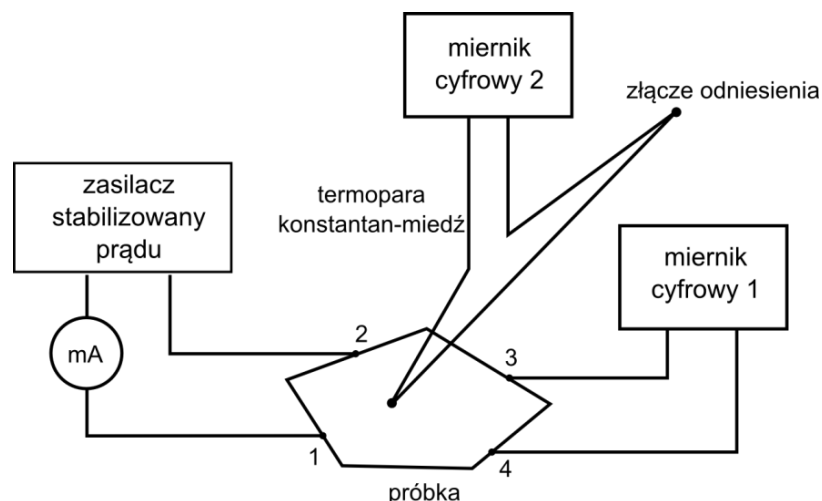 miernik
cyfrowy 2
złącze odniesienia
zasilacz
stabilizowany
prądu
termopara
konstantan-miedź
miernik
cyfrowy 1
mA
2
3
1
4
próbka